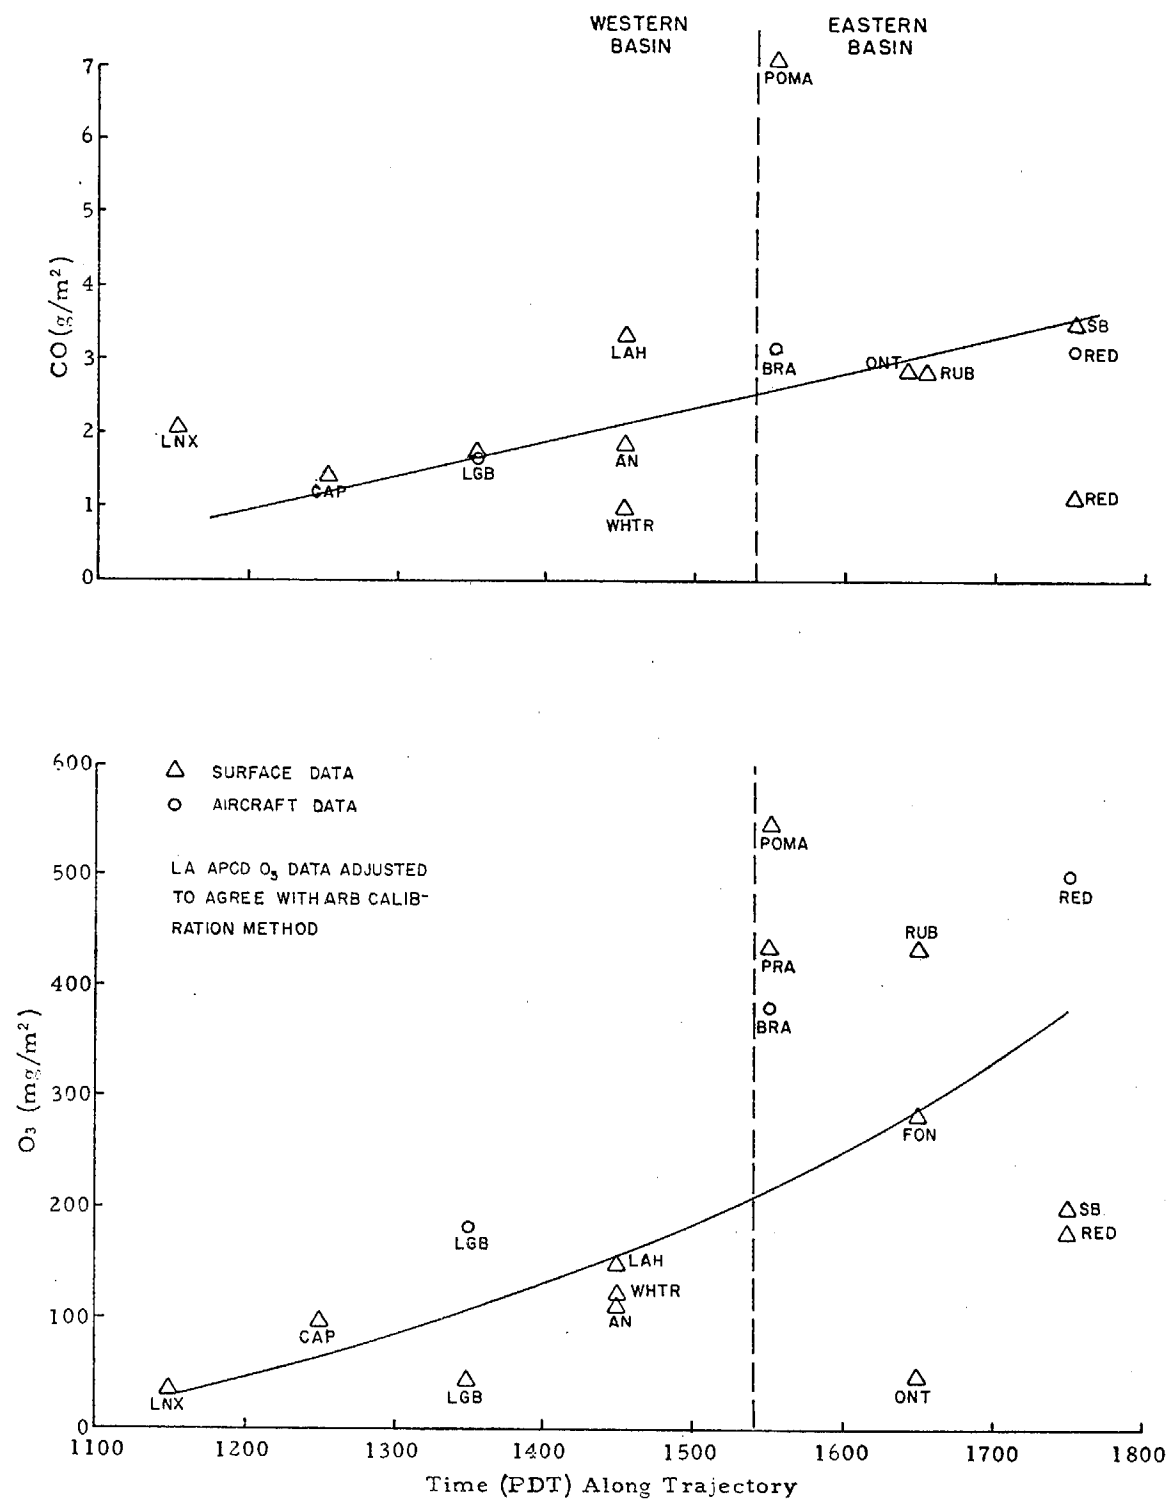 WESTERN BASIN
EASTERN BASIN
7
6
5
4
3
2
1
0
CO (g/m²)
POMA
LAH
BRA
ONT
RUB
SB
RED
LNX
CAP
LGB
AN
WHTR
RED
600
500
400
300
200
100
0
O₃ (mg/m²)
△ SURFACE DATA
○ AIRCRAFT DATA
LA APCD O₃ DATA ADJUSTED
TO AGREE WITH ARB CALIB-
RATION METHOD
POMA
RED
RUB
PRA
BRA
FON
SB
RED
LGB
LAH
WHTR
AN
CAP
LNX
LGB
ONT
1100 1200 1300 1400 1500 1600 1700 1800
Time (PDT) Along Trajectory